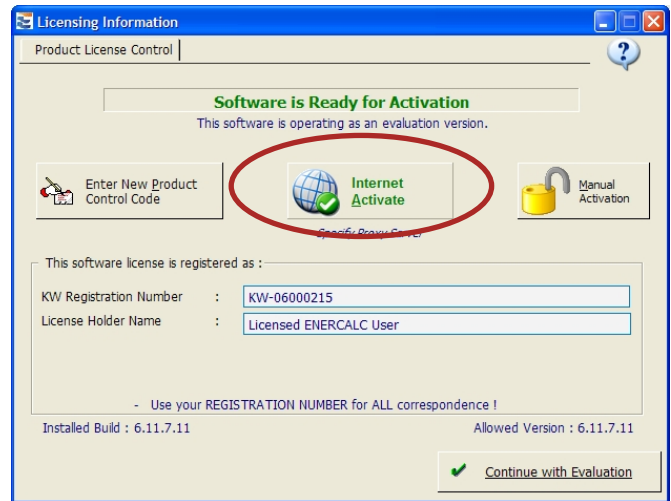 Licensing Information
Product License Control
?
Software is Ready for Activation
This software is operating as an evaluation version.
Enter New Product
Control Code
Internet
Activate
Manual
Activation
Specify Proxy Server
This software license is registered as :
KW Registration Number : KW-06000215
License Holder Name : Licensed ENERCALC User
- Use your REGISTRATION NUMBER for ALL correspondence !
Installed Build : 6.11.7.11 Allowed Version : 6.11.7.11
Continue with Evaluation